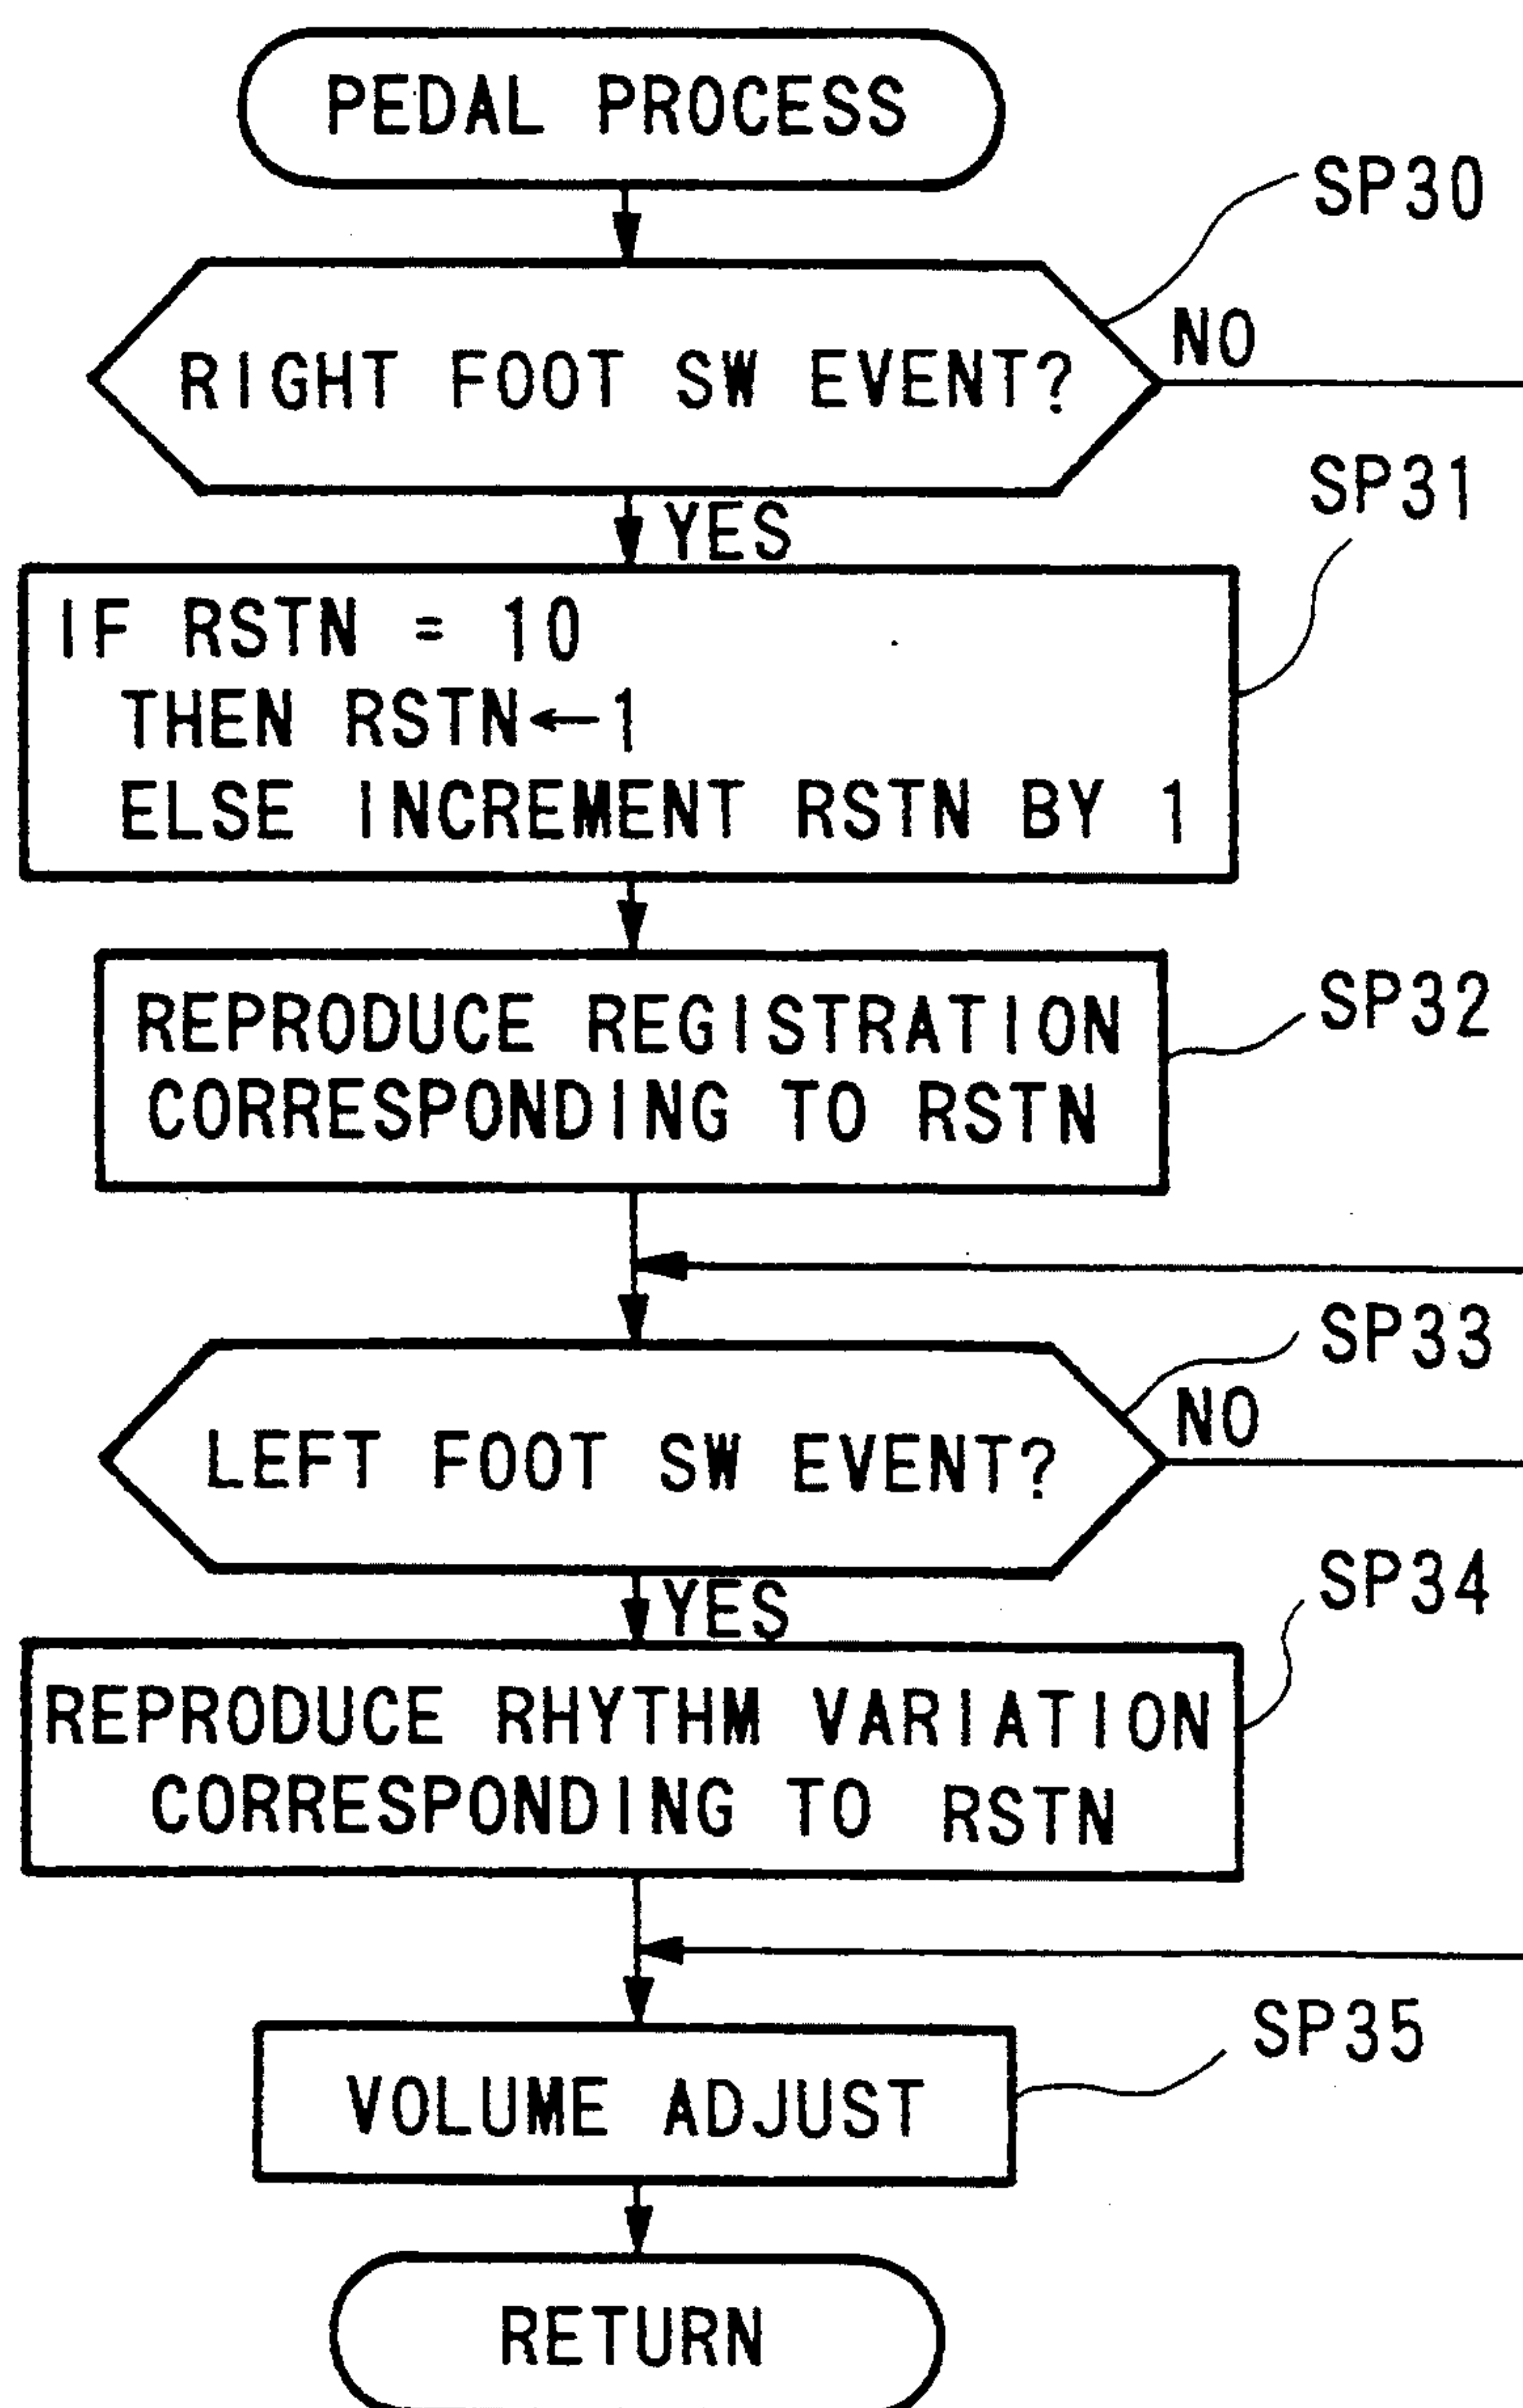 PEDAL PROCESS
SP30
RIGHT FOOT SW EVENT?
NO
SP31
YES
IF RSTN = 10
THEN RSTN←1
ELSE INCREMENT RSTN BY 1
SP32
REPRODUCE REGISTRATION
CORRESPONDING TO RSTN
SP33
NO
LEFT FOOT SW EVENT?
SP34
YES
REPRODUCE RHYTHM VARIATION
CORRESPONDING TO RSTN
SP35
VOLUME ADJUST
RETURN